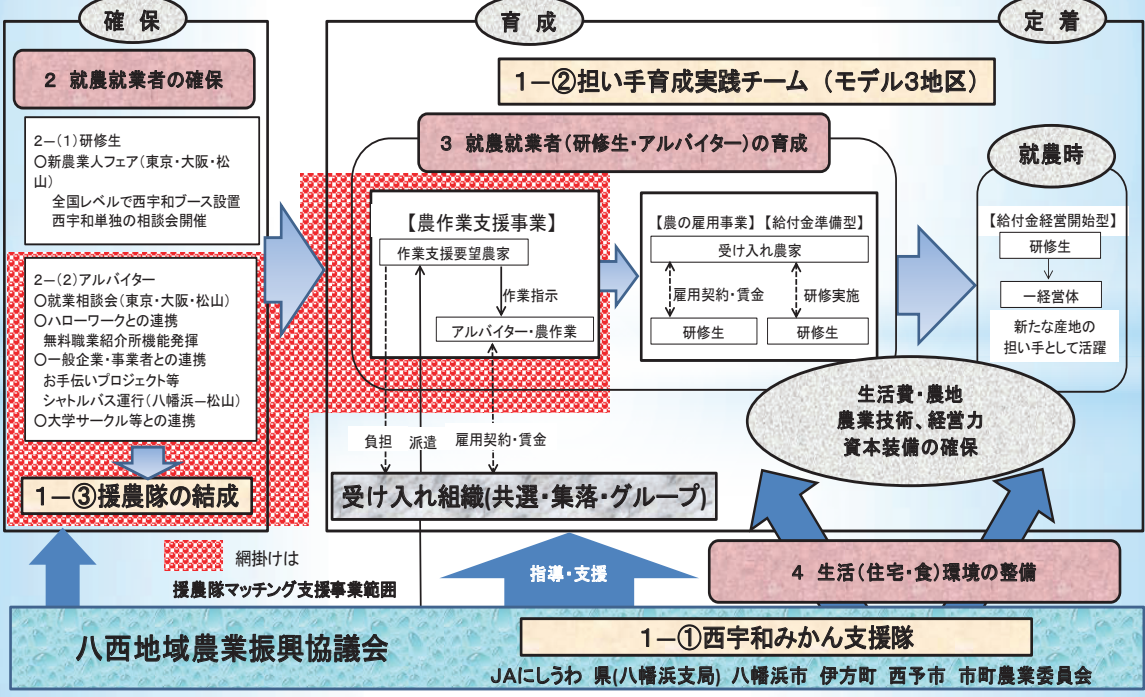 確 保
育 成
定 着
2 就農就業者の確保
1−②担い手育成実践チーム（モデル3地区）
2−(1)研修生
○新農業人フェア(東京・大阪・松
山)
全国レベルで西宇和ブース設置
西宇和単独の相談会開催
2−(2)アルバイター
○就業相談会(東京・大阪・松山)
○ハローワークとの連携
無料職業紹介所機能発揮
○一般企業・事業者との連携
お手伝いプロジェクト等
シャトルバス運行(八幡浜−松山)
○大学サークル等との連携
1−③援農隊の結成
3 就農就業者(研修生・アルバイター)の育成
【農作業支援事業】
作業支援要望農家
作業指示
アルバイター・農作業
【農の雇用事業】【給付金準備型】
受け入れ農家
雇用契約・賃金
研修実施
研修生
研修生
就農時
【給付金経営開始型】
研修生
一経営体
新たな産地の
担い手として活躍
生活費・農地
農業技術、経営力
資本装備の確保
負担
派遣
雇用契約・賃金
受け入れ組織(共選・集落・グループ)
網掛けは
援農隊マッチング支援事業範囲
指導・支援
4 生活(住宅・食)環境の整備
八西地域農業振興協議会
1−①西宇和みかん支援隊
JAにしうわ 県(八幡浜支局) 八幡浜市 伊方町 西予市 市町農業委員会